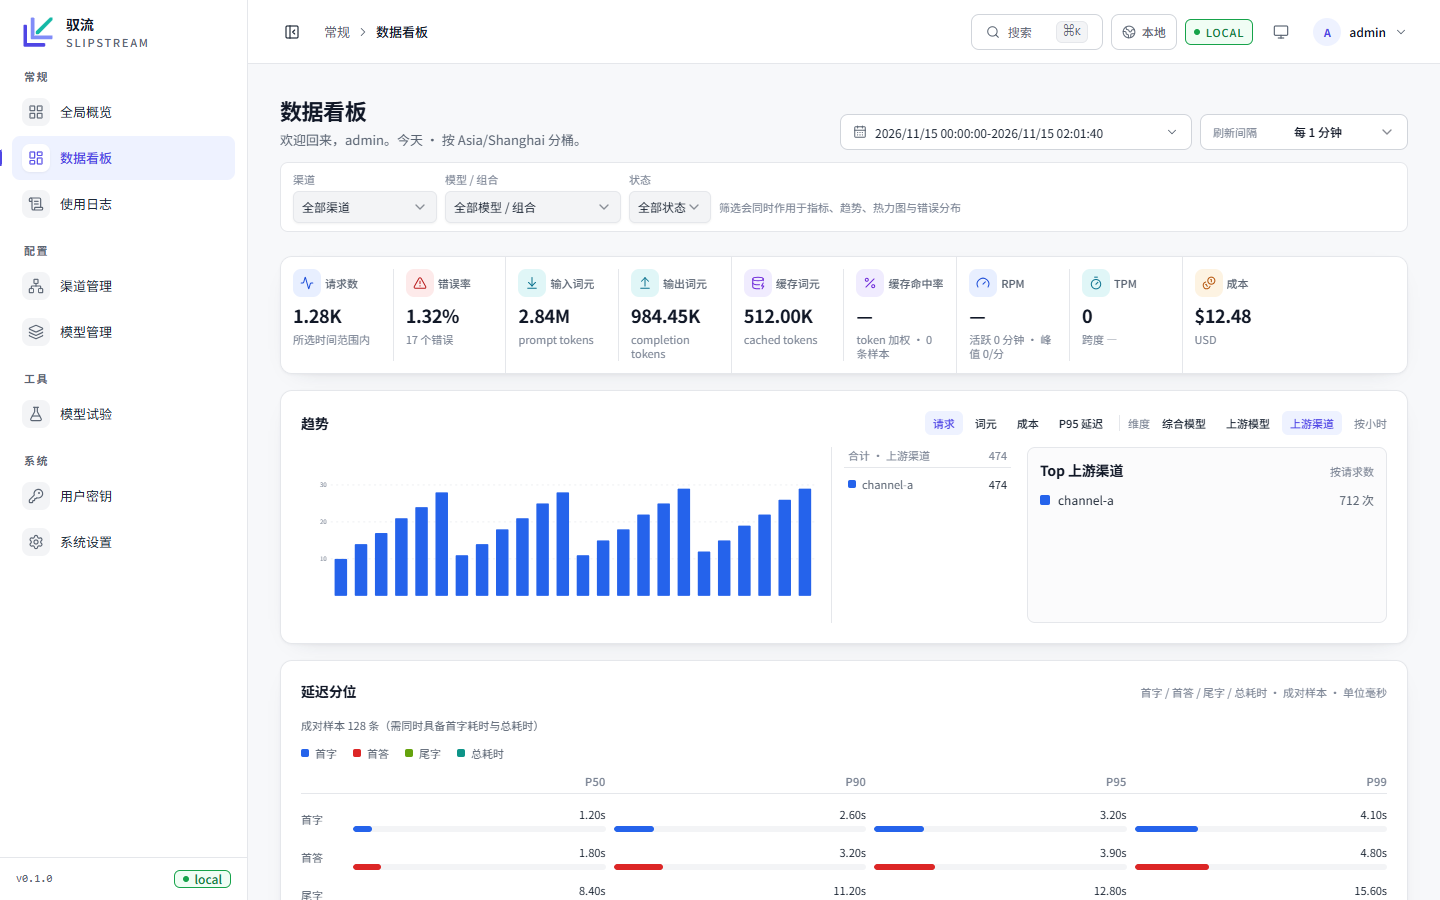 驭流
SLIPSTREAM
常规
全局概览
数据看板
使用日志
配置
渠道管理
模型管理
工具
模型试验
系统
用户密钥
系统设置
v0.1.0
local
常规 > 数据看板
搜索 ⌘K
本地
LOCAL
A admin
数据看板
欢迎回来，admin。今天 • 按 Asia/Shanghai 分桶。
2026/11/15 00:00:00-2026/11/15 02:01:40
刷新间隔 每 1 分钟
渠道 模型 / 组合 状态
全部渠道 全部模型 / 组合 全部状态 筛选会同时作用于指标、趋势、热力图与错误分布
请求数
1.28K
所选时间范围内
错误率
1.32%
17 个错误
输入词元
2.84M
prompt tokens
输出词元
984.45K
completion
tokens
缓存词元
512.00K
cached tokens
缓存命中率
—
token 加权 • 0
条样本
RPM
—
活跃 0 分钟 • 峰
值 0/分
TPM
0
跨度 —
成本
$12.48
USD
趋势
请求 词元 成本 P95 延迟 维度 综合模型 上游模型 上游渠道 按小时
30
20
10
合计 • 上游渠道 474
channel-a 474
Top 上游渠道 按请求数
channel-a 712 次
延迟分位
首字 / 首答 / 尾字 / 总耗时 • 成对样本 • 单位毫秒
成对样本 128 条（需同时具备首字耗时与总耗时）
首字 首答 尾字 总耗时
P50 P90 P95 P99
首字 1.20s 2.60s 3.20s 4.10s
首答 1.80s 3.20s 3.90s 4.80s
尾字 8.40s 11.20s 12.80s 15.60s